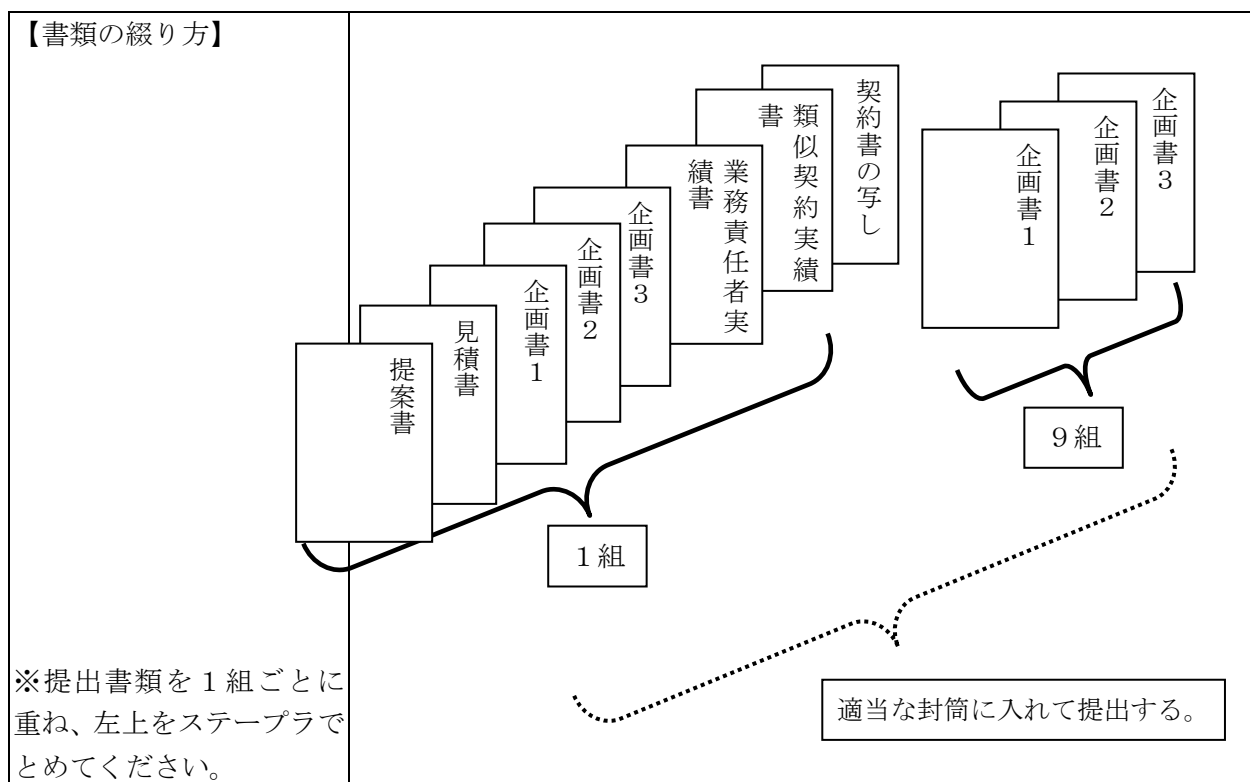 【書類の綴り方】
提案書
見積書
企画書１
企画書２
企画書３
業務責任者実
績書
類似契約実績
書
契約書の写し
企画書１
企画書２
企画書３
１組
９組
適当な封筒に入れて提出する。
※提出書類を１組ごとに
重ね、左上をステープラで
とめてください。